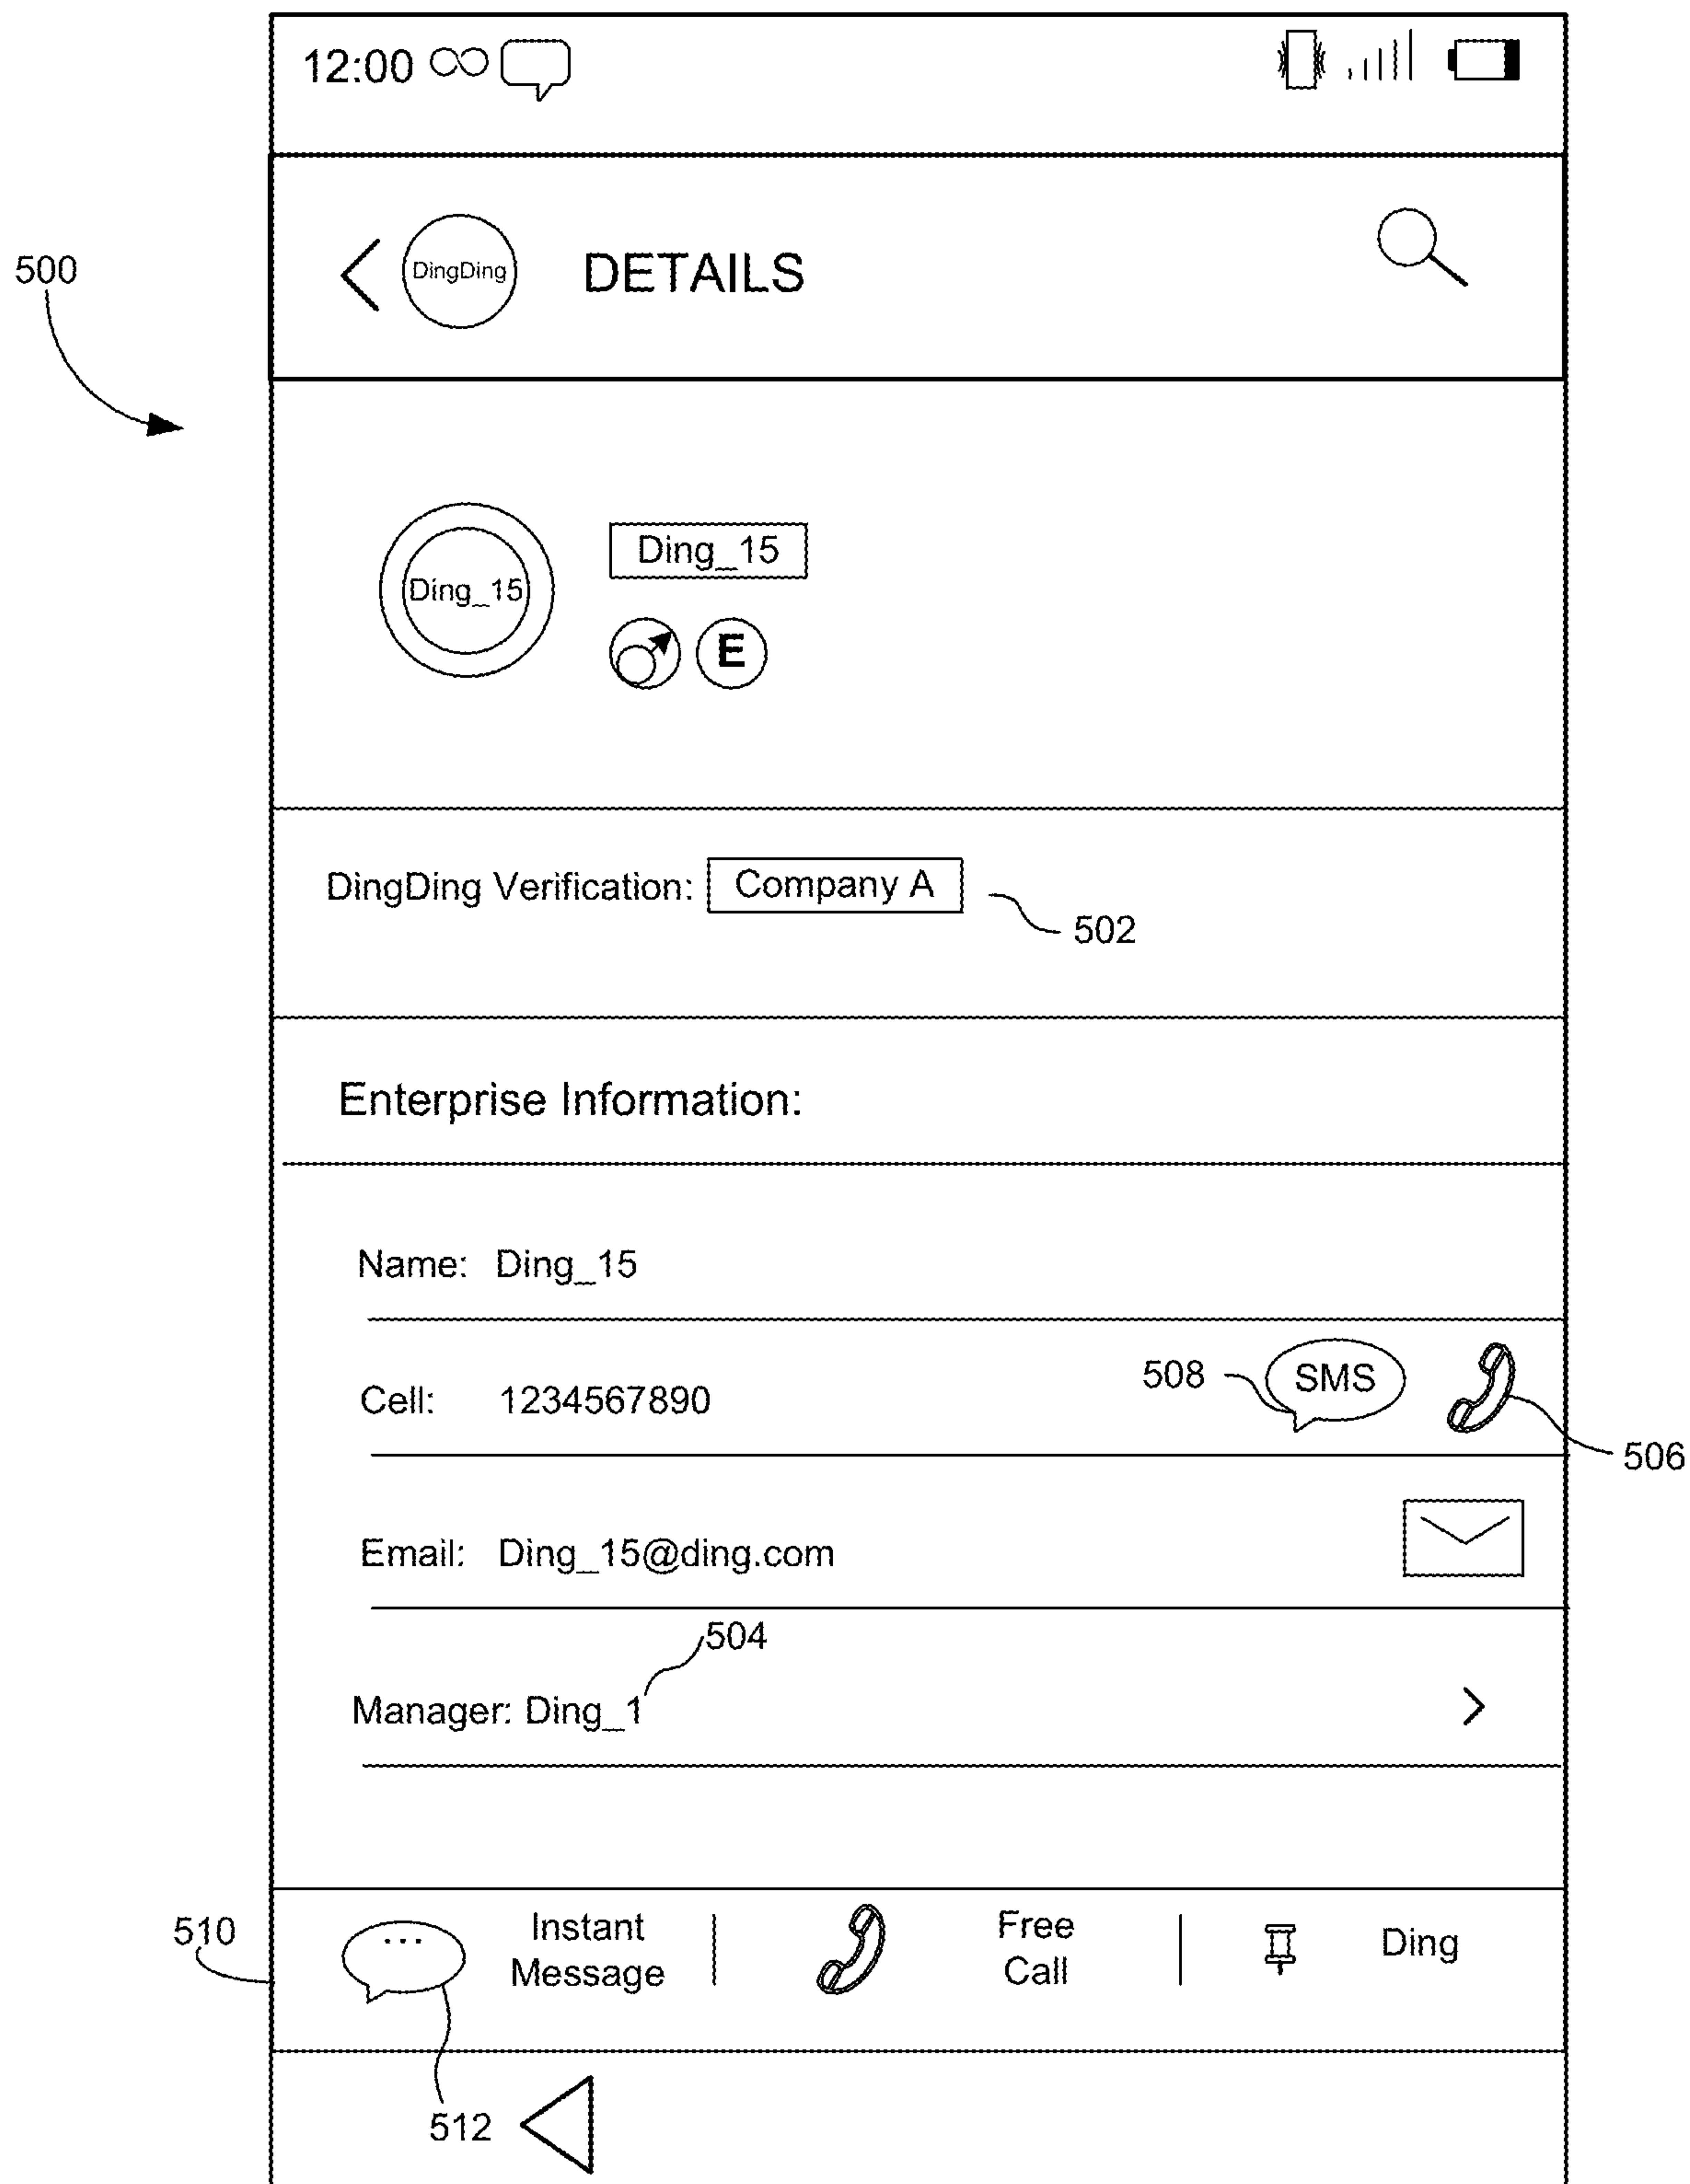 12:00
500
DingDing
DETAILS
Ding_15
Ding_15
E
DingDing Verification: Company A
502
Enterprise Information:
Name: Ding_15
Cell: 1234567890
508
SMS
506
Email: Ding_15@ding.com
504
Manager: Ding_1
510
Instant
Message
Free
Call
Ding
512